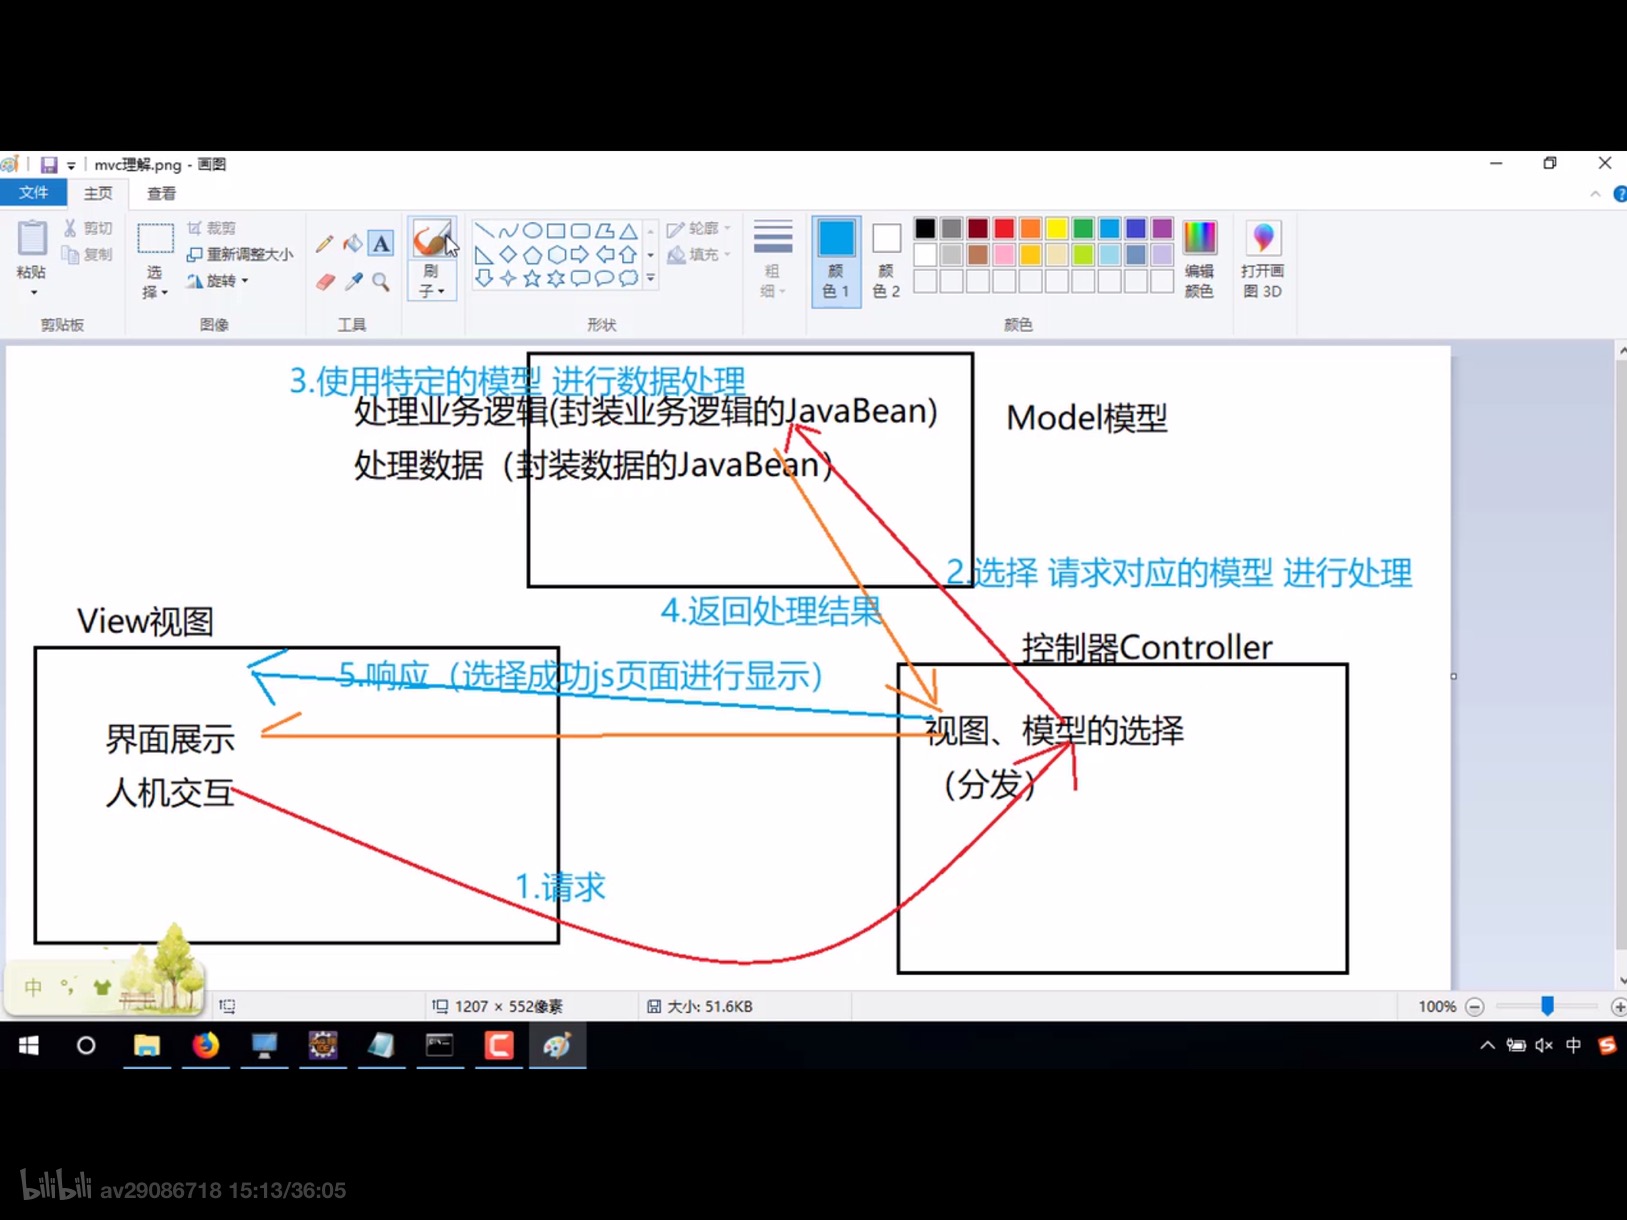 mvc理解.png - 画图
文件 主页 查看
粘贴
剪切
复制
剪贴板
选择
裁剪
重新调整大小
旋转
图像
A
工具
刷子
轮廓
填充
形状
粗细
颜色 1
颜色 2
编辑颜色
颜色
打开画图 3D
3.使用特定的模型 进行数据处理
处理业务逻辑(封装业务逻辑的JavaBean)
Model模型
处理数据（封装数据的JavaBean）
2.选择 请求对应的模型 进行处理
4.返回处理结果
View视图
控制器Controller
5.响应（选择成功js页面进行显示）
界面展示
视图、模型的选择
人机交互
（分发）
1.请求
中
1207 × 552像素
大小: 51.6KB
100%
中
bilibili av29086718 15:13/36:05